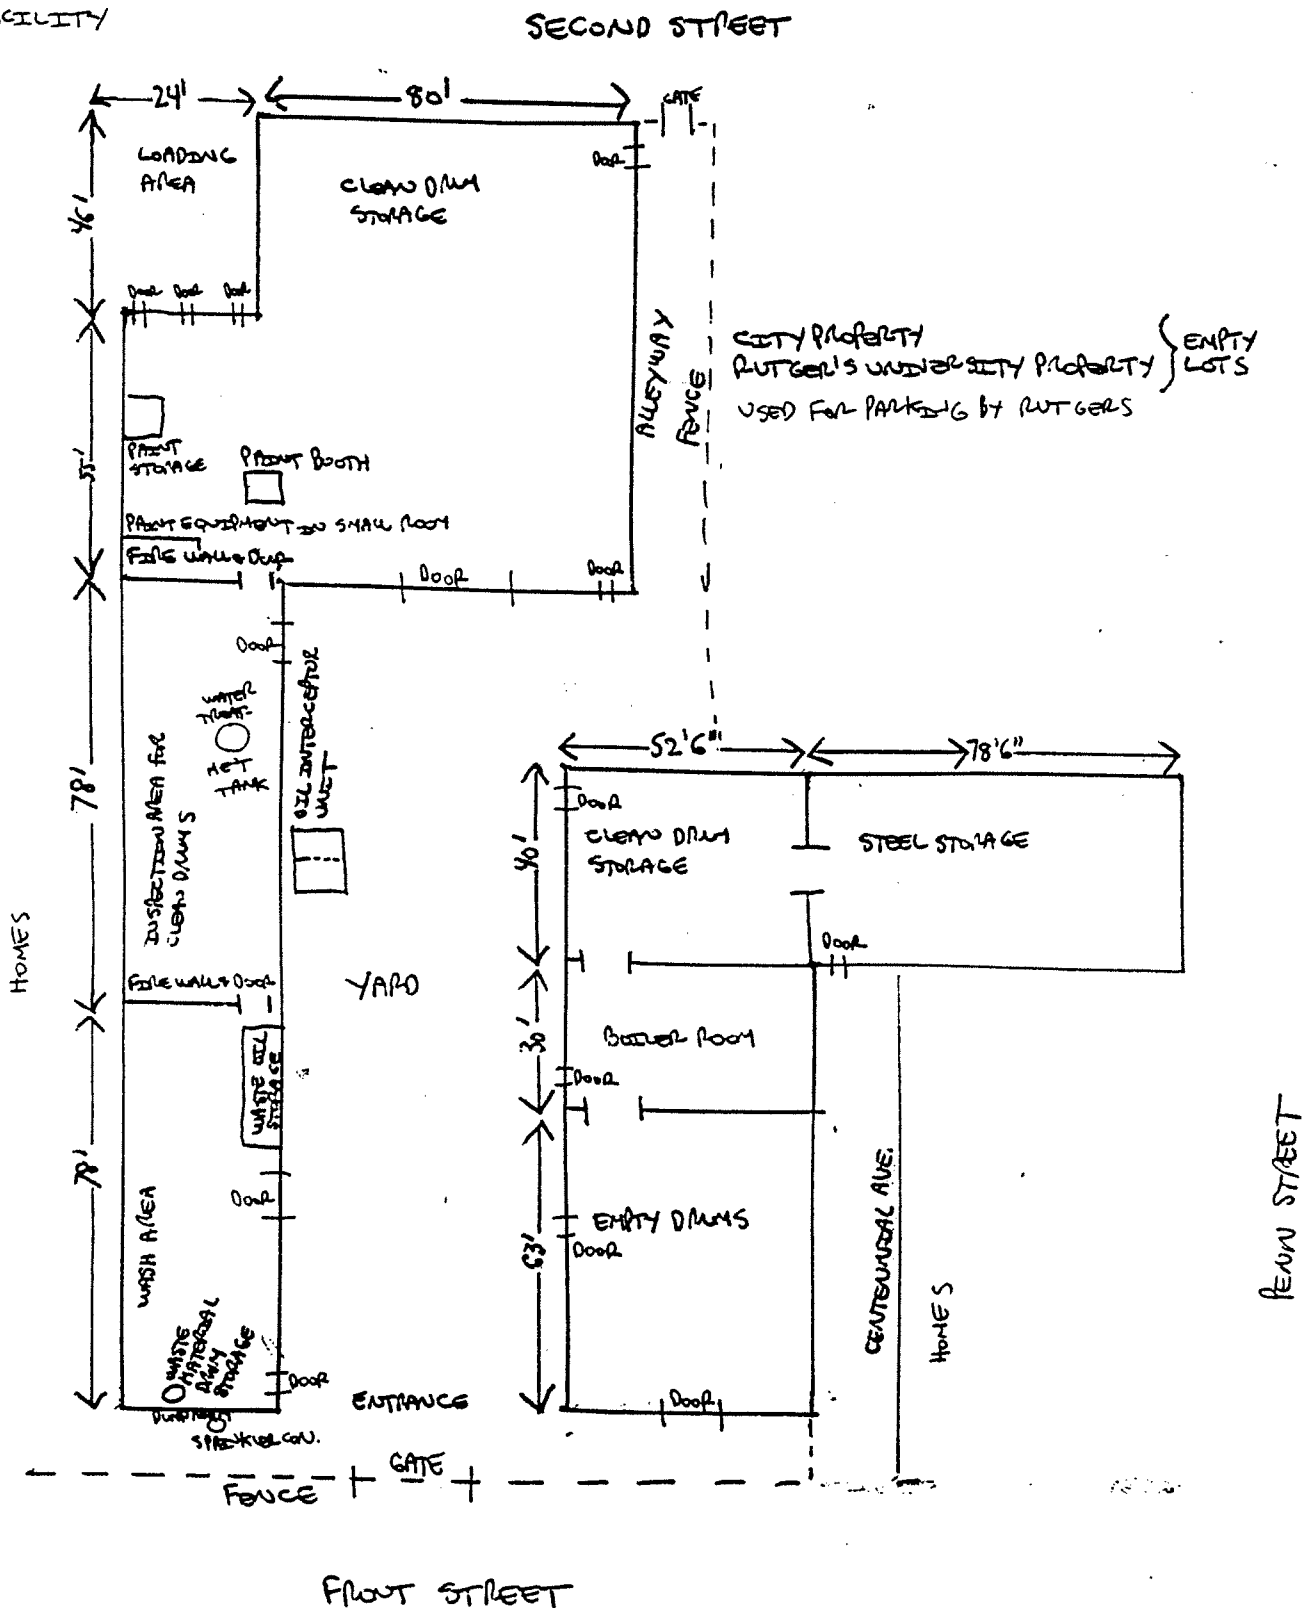 CILITY
SECOND STREET
24'
80'
GATE
LOADING
AREA
CLEAN DRUM
STORAGE
DOOR
46'
DOOR
DOOR
DOOR
ALLEYWAY
FENCE
CITY PROPERTY
RUTGER'S UNIVERSITY PROPERTY
EMPTY
LOTS
USED FOR PARKING BY RUTGERS
55'
PAINT
STORAGE
PAINT BOOTH
PAINT EQUIPMENT IN SMALL ROOM
FIRE WALL & DOOR
DOOR
DOOR
DOOR
WATER
TREAT-
MET
TANK
OIL INTERCEPTOR
UNIT
78'
INSPECTION AREA FOR
CLEAN DRUMS
52'6"
78'6"
DOOR
CLEAN DRUM
STORAGE
40'
STEEL STORAGE
HOMES
DOOR
FIRE WALL & DOOR
YARD
WASTE OIL
STORAGE
30'
BOILER ROOM
DOOR
78'
DOOR
WASH AREA
63'
EMPTY DRUMS
DOOR
CENTENNIAL AVE.
HOMES
PENN STREET
WASTE
MATERIAL
DRUM
STORAGE
DOOR
ENTRANCE
DOOR
SPRINKLER CON.
GATE
FENCE
FRONT STREET